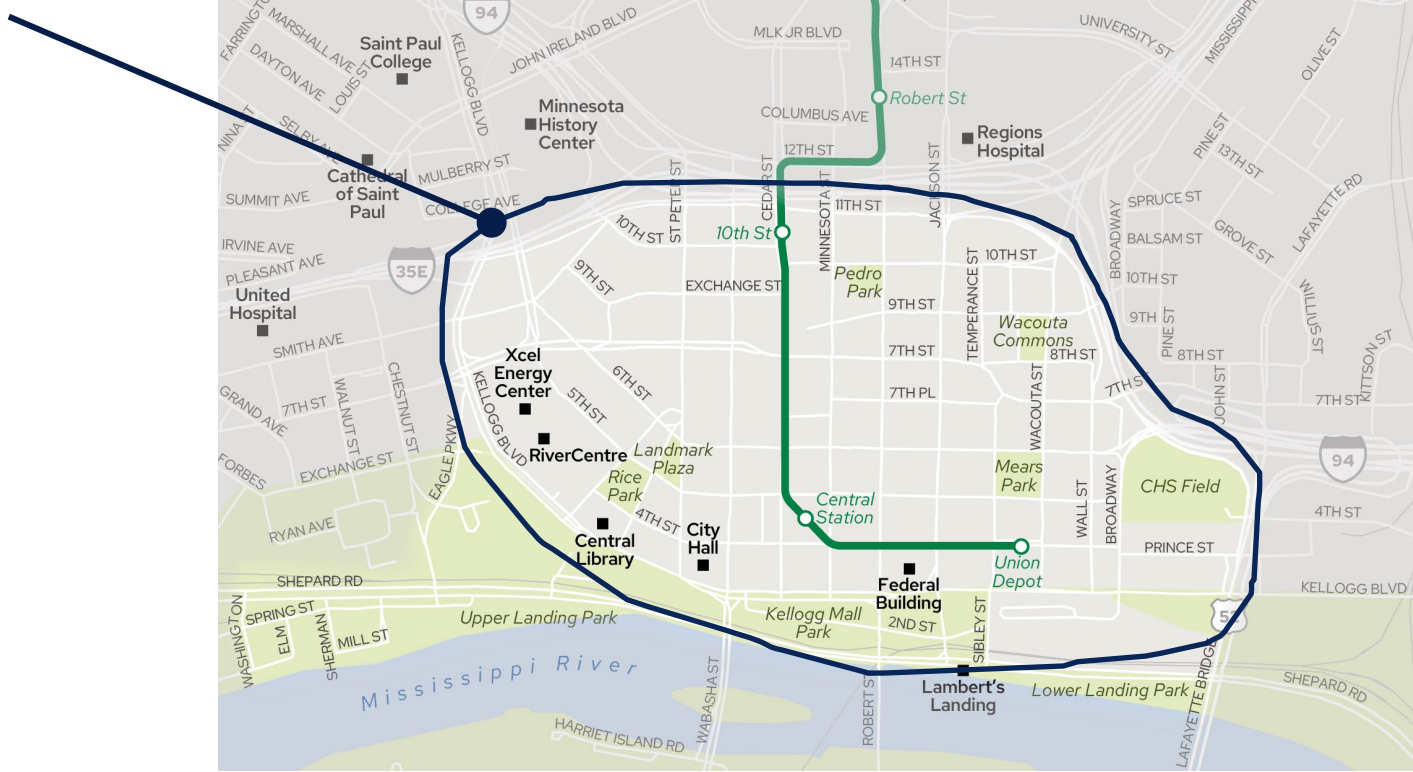 94
FARRINGTO
MARSHALL AVE
DAYTON AVE
LOUIS ST
Saint Paul
College
KELLOGG BLVD
JOHN IRELAND BLVD
MLK JR BLVD
UNIVERSITY ST
MISSISSIPPI
OLIVE ST
14TH ST
Robert St
COLUMBUS AVE
Minnesota
History
Center
Regions
Hospital
NINA ST
SELBY AVE
12TH ST
PINE ST
13TH ST
Cathedral
of Saint
Paul
MULBERRY ST
SUMMIT AVE
COLLEGE AVE
ST PETER ST
CEDAR ST
MINNESOTA ST
JACKSON ST
11TH ST
LAFAYETTE RD
SPRUCE ST
BROADWAY
BALSAM ST
GROVE ST
10TH ST
10th St
IRVINE AVE
PLEASANT AVE
35E
9TH ST
EXCHANGE ST
Pedro
Park
TEMPERANCE ST
10TH ST
10TH ST
WILLIUS ST
United
Hospital
9TH ST
Wacouta
Commons
9TH
PINE ST
SMITH AVE
7TH ST
8TH ST
8TH ST
KITTSON ST
Xcel
Energy
Center
KELLOGG BLVD
6TH ST
5TH ST
CHESTNUT ST
WALNUT ST
GRAND AVE
7TH ST
7TH PL
WACOUTA ST
7TH ST
JOHN ST
7TH ST
RiverCentre
Landmark
Plaza
Rice
Park
EAGLE PKWY
EXCHANGE ST
FORBES
Mears
Park
WALL ST
BROADWAY
CHS Field
94
RYAN AVE
4TH ST
Central
Library
City
Hall
Central
Station
4TH ST
PRINCE ST
Union
Depot
Federal
Building
SHEPARD RD
KELLOGG BLVD
WASHINGTON
SPRING ST
ELM
SHERMAN
MILL ST
Upper Landing Park
Kellogg Mall
Park
2ND ST
SIBLEY ST
52
Mississippi River
WABASHA ST
ROBERT ST
Lambert's
Landing
Lower Landing Park
LAFAYETTE BRIDGE
SHEPARD RD
HARRIET ISLAND RD